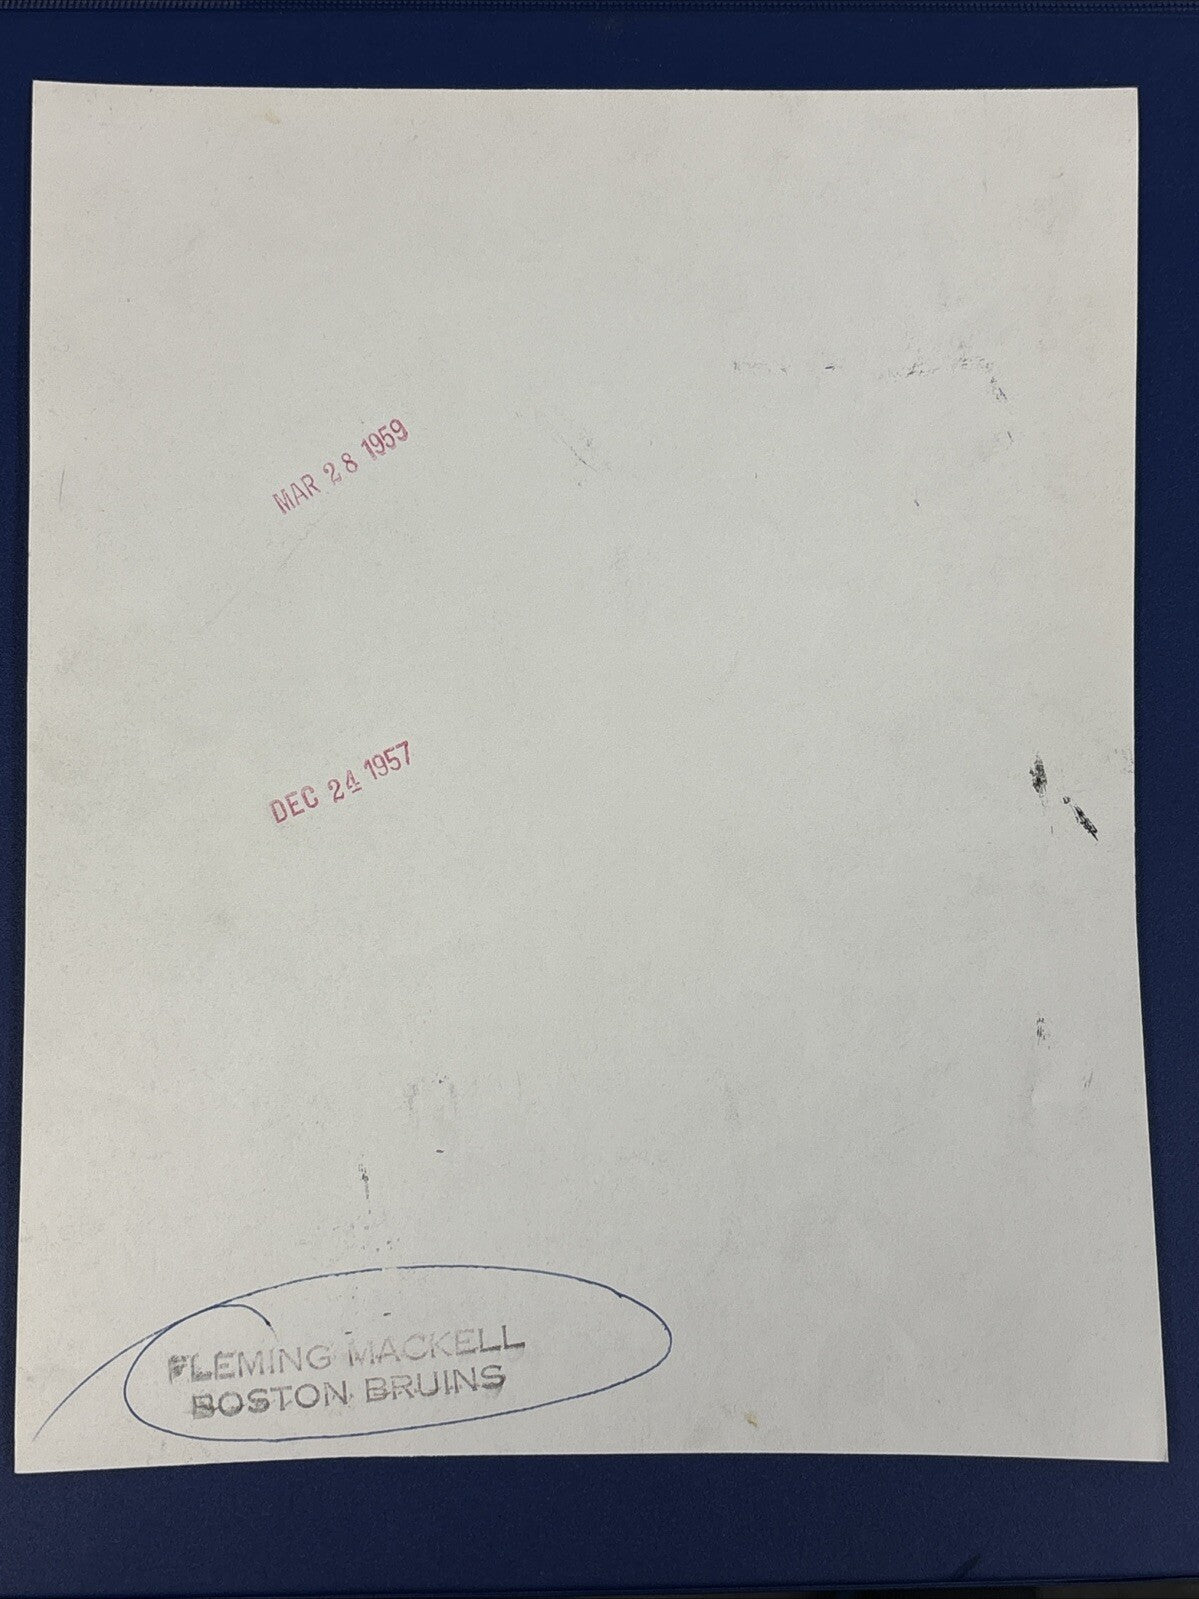 MAR 28 1959
DEC 24 1957
FLEMING MACKELL
BOSTON BRUINS